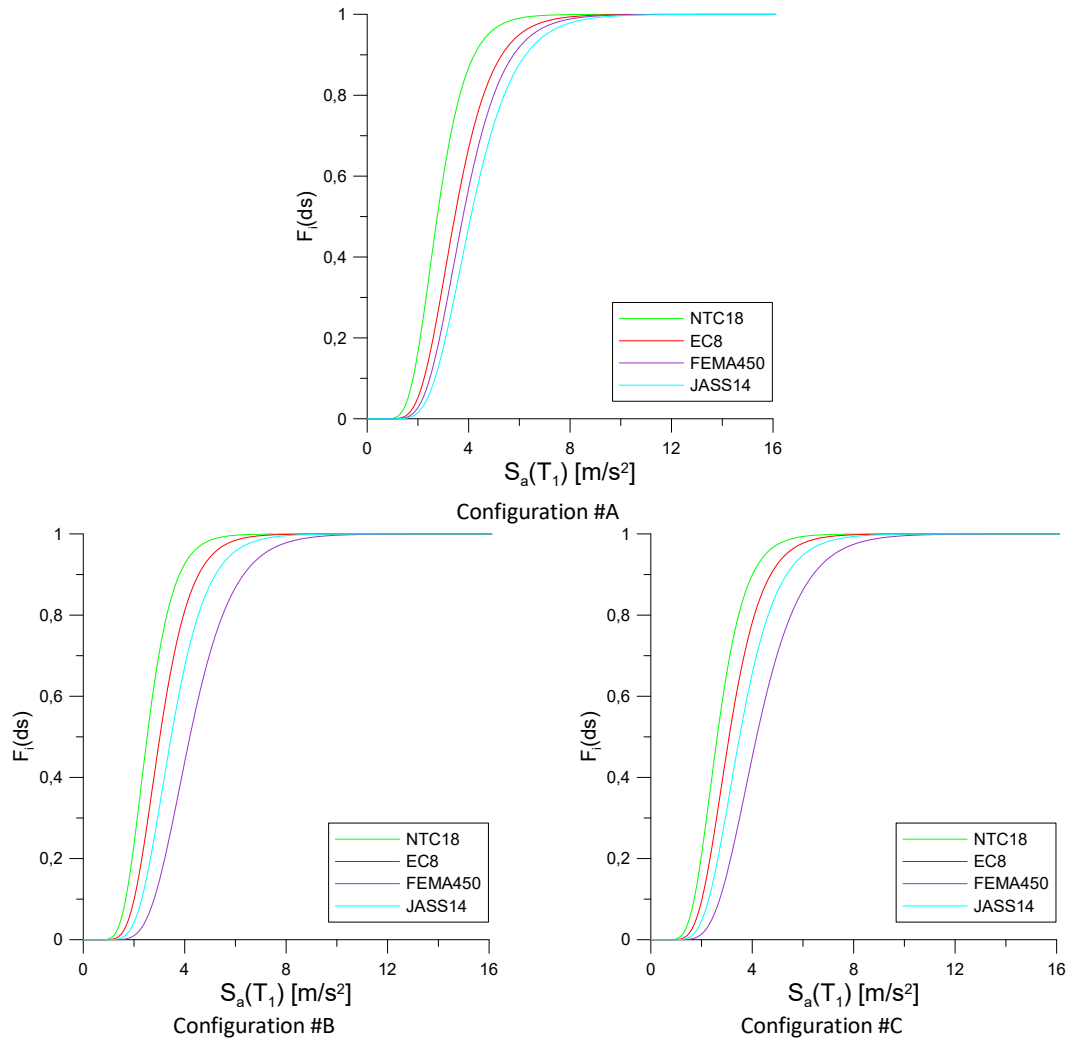 1
0,8
0,6
0,4
0,2
0
F_i(ds)
0 4 8 12 16
S_a(T_1) [m/s²]
NTC18
EC8
FEMA450
JASS14
Configuration #A
1
0,8
0,6
0,4
0,2
0
F_i(ds)
0 4 8 12 16
S_a(T_1) [m/s²]
NTC18
EC8
FEMA450
JASS14
Configuration #B
1
0,8
0,6
0,4
0,2
0
F_i(ds)
0 4 8 12 16
S_a(T_1) [m/s²]
NTC18
EC8
FEMA450
JASS14
Configuration #C